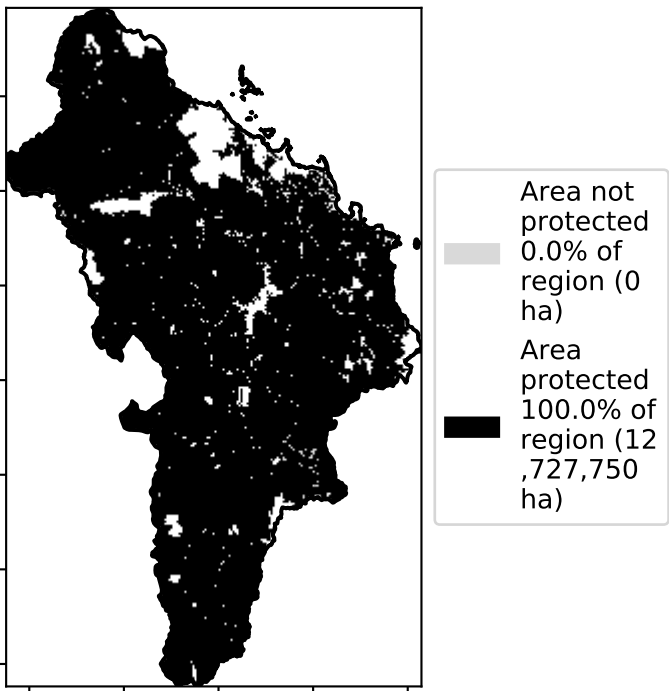 Area not
protected
0.0% of
region (0
ha)
Area
protected
100.0% of
region (12
,727,750
ha)